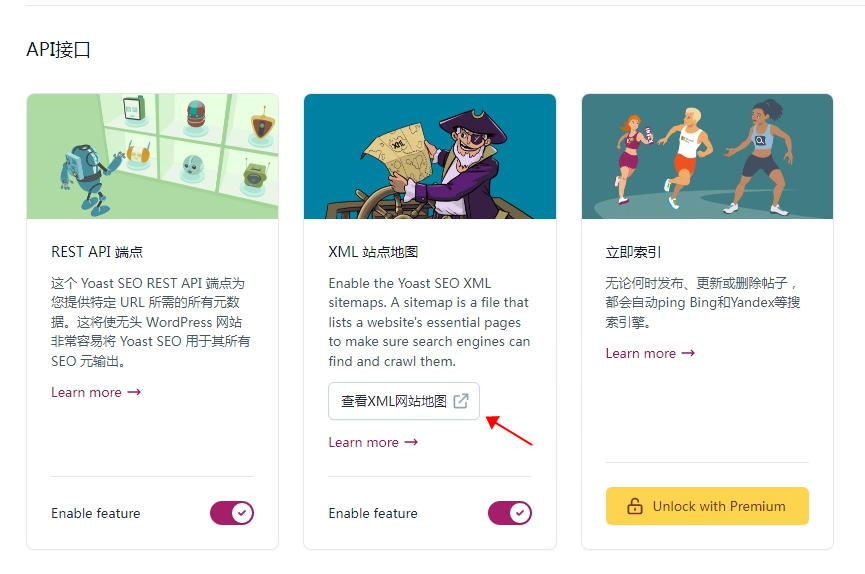 API接口
XML
REST API 端点
这个 Yoast SEO REST API 端点为
您提供特定 URL 所需的所有元数
据。这将使无头 WordPress 网站
非常容易将 Yoast SEO 用于其所有
SEO 元输出。
Learn more →
Enable feature
XML 站点地图
Enable the Yoast SEO XML
sitemaps. A sitemap is a file that
lists a website's essential pages
to make sure search engines can
find and crawl them.
查看XML网站地图
Learn more →
Enable feature
立即索引
无论何时发布、更新或删除帖子，
都会自动ping Bing和Yandex等搜
索引擎。
Learn more →
Unlock with Premium